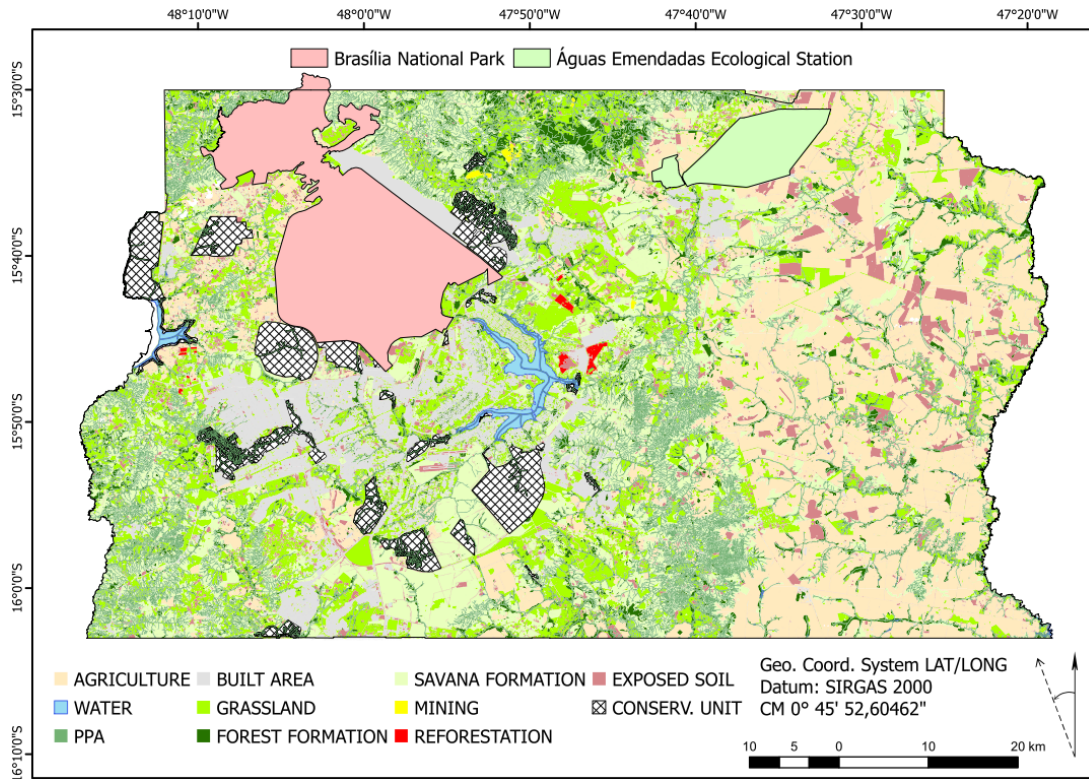 48°10'0"W 48°0'0"W 47°50'0"W 47°40'0"W 47°30'0"W 47°20'0"W
Brasília National Park Águas Emendadas Ecological Station
15°30'0"S
15°40'0"S
15°50'0"S
16°0'0"S
16°10'0"S
AGRICULTURE BUILT AREA SAVANA FORMATION EXPOSED SOIL
WATER GRASSLAND MINING CONSERV. UNIT
PPA FOREST FORMATION REFORESTATION
Geo. Coord. System LAT/LONG
Datum: SIRGAS 2000
CM 0° 45' 52,60462"
10 5 0 10 20 km